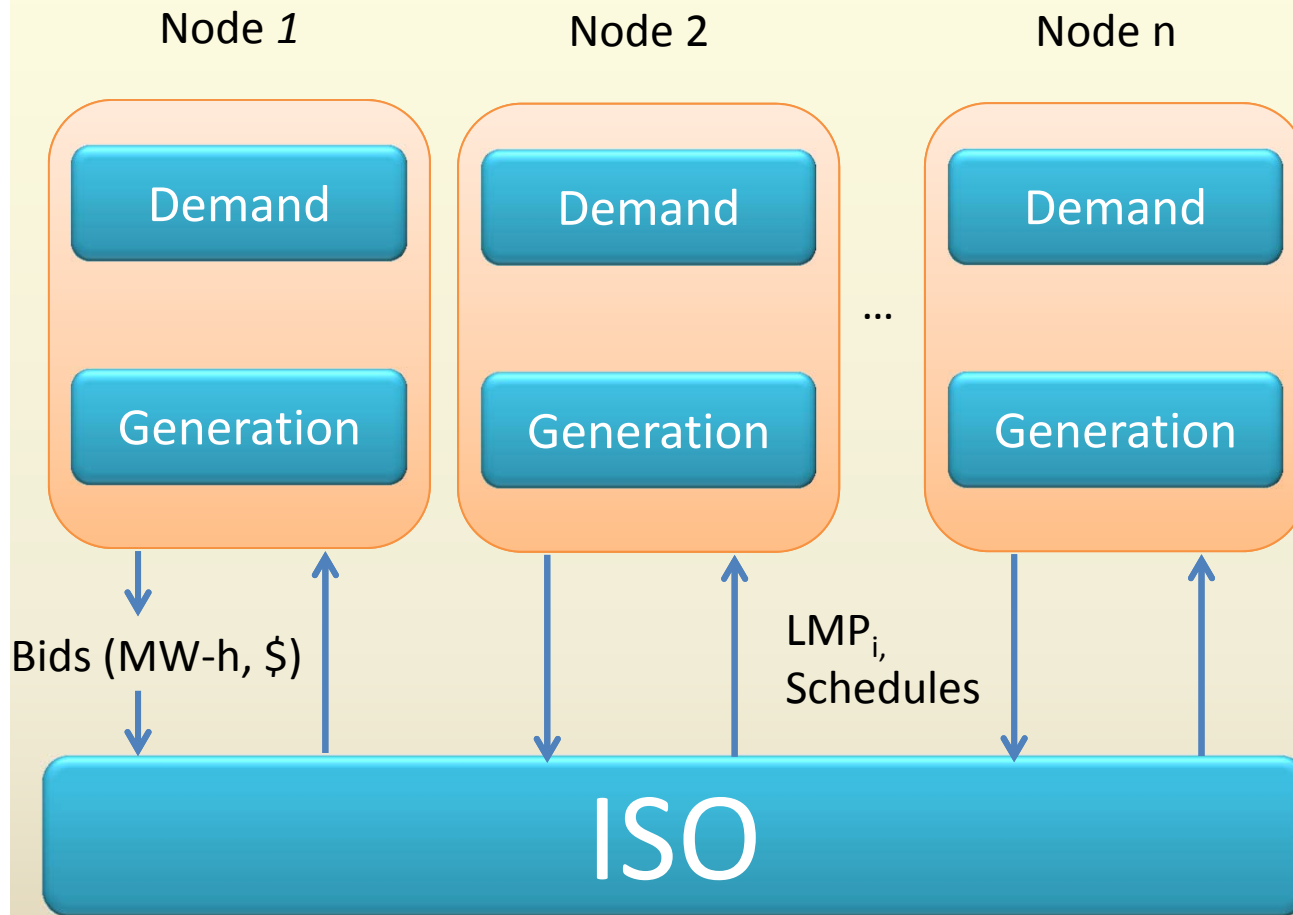 Node 1
Node 2
Node n
Demand
Demand
Demand
...
Generation
Generation
Generation
Bids (MW-h, $)
LMPi,
Schedules
ISO